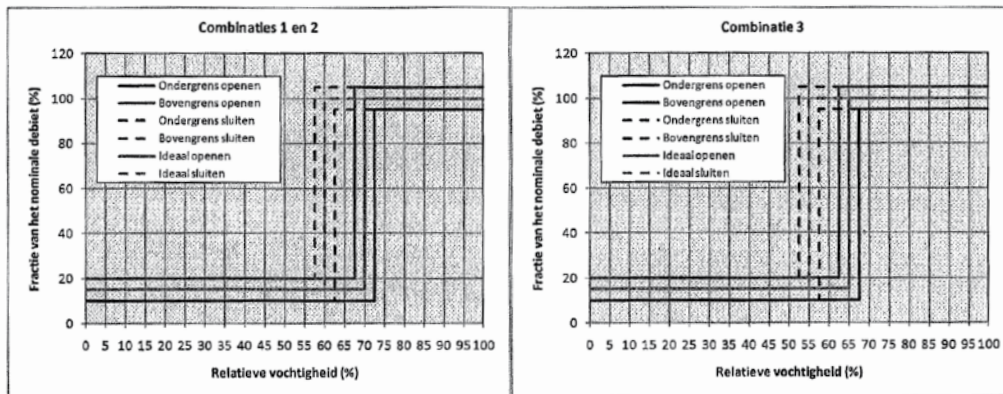 Combinaties 1 en 2
Fractie van het nominale debiet (%)
120
100
80
60
40
20
0
Ondergrens openen
Bovengrens openen
Ondergrens sluiten
Bovengrens sluiten
Ideaal openen
Ideaal sluiten
0 5 10 15 20 25 30 35 40 45 50 55 60 65 70 75 80 85 90 95 100
Relatieve vochtigheid (%)
Combinatie 3
Fractie van het nominale debiet (%)
120
100
80
60
40
20
0
Ondergrens openen
Bovengrens openen
Ondergrens sluiten
Bovengrens sluiten
Ideaal openen
Ideaal sluiten
0 5 10 15 20 25 30 35 40 45 50 55 60 65 70 75 80 85 90 95 100
Relatieve vochtigheid (%)